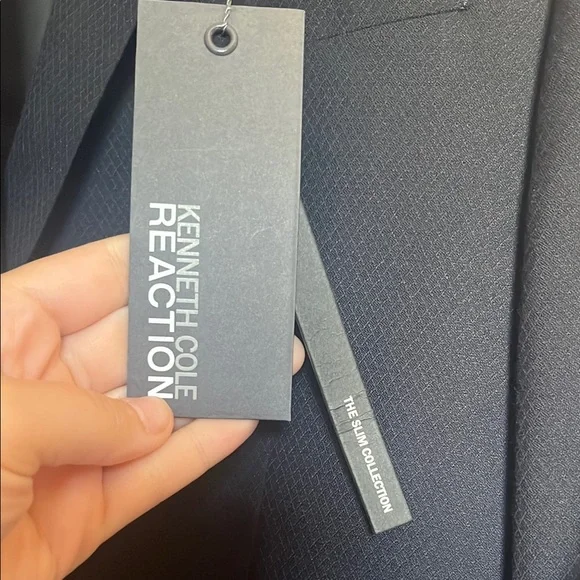 KENNETH COLE
REACTION
THE SLIM COLLECTION